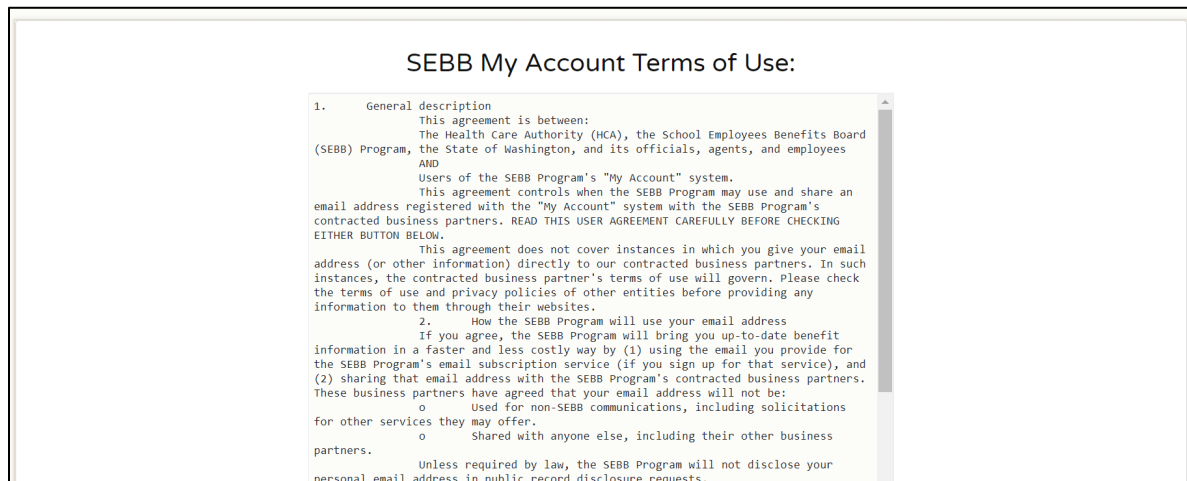 SEBB My Account Terms of Use:
1. General description
This agreement is between:
The Health Care Authority (HCA), the School Employees Benefits Board
(SEBB) Program, the State of Washington, and its officials, agents, and employees
AND
Users of the SEBB Program's "My Account" system.
This agreement controls when the SEBB Program may use and share an
email address registered with the "My Account" system with the SEBB Program's
contracted business partners. READ THIS USER AGREEMENT CAREFULLY BEFORE CHECKING
EITHER BUTTON BELOW.
This agreement does not cover instances in which you give your email
address (or other information) directly to our contracted business partners. In such
instances, the contracted business partner's terms of use will govern. Please check
the terms of use and privacy policies of other entities before providing any
information to them through their websites.
2. How the SEBB Program will use your email address
If you agree, the SEBB Program will bring you up-to-date benefit
information in a faster and less costly way by (1) using the email you provide for
the SEBB Program's email subscription service (if you sign up for that service), and
(2) sharing that email address with the SEBB Program's contracted business partners.
These business partners have agreed that your email address will not be:
o Used for non-SEBB communications, including solicitations
for other services they may offer.
o Shared with anyone else, including their other business
partners.
Unless required by law, the SEBB Program will not disclose your
personal email address in public record disclosure requests.